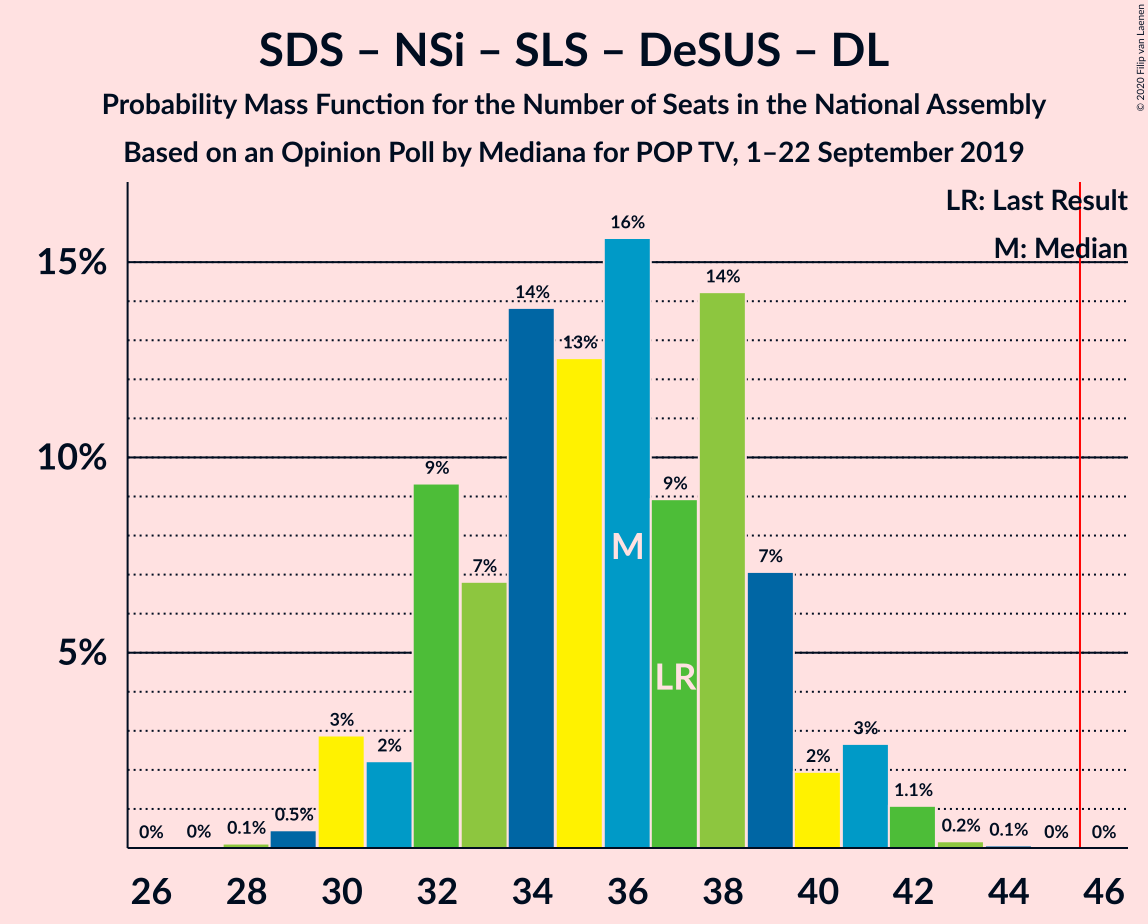 SDS – NSi – SLS – DeSUS – DL
Probability Mass Function for the Number of Seats in the National Assembly
Based on an Opinion Poll by Mediana for POP TV, 1–22 September 2019
© 2020 Filip van Laenen
LR: Last Result
M: Median
15%
10%
5%
0% 0% 0.1% 0.5% 3% 2% 9% 7% 14% 13% 16% 9% 14% 7% 2% 3% 1.1% 0.2% 0.1% 0% 0%
M
LR
26 28 30 32 34 36 38 40 42 44 46